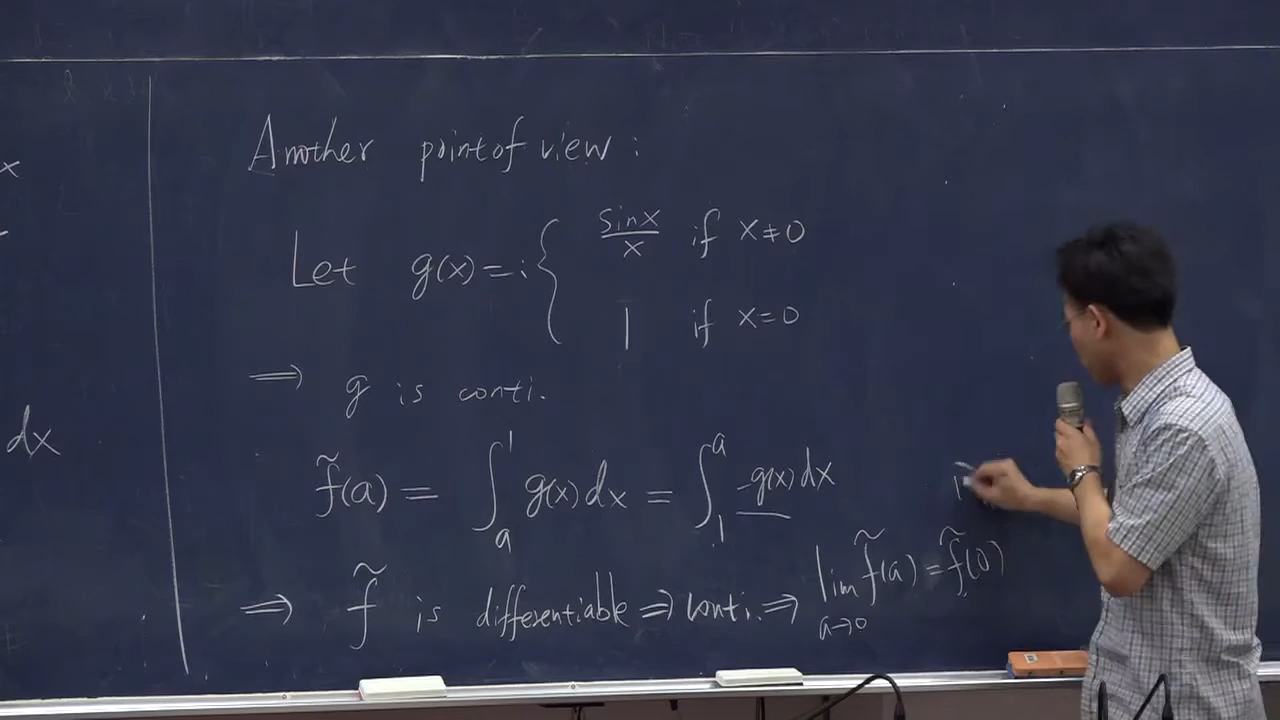 x
dx
Another point of view :
Let g(x) = : { sinx/x if x≠0
1 if x=0
⇒ g is conti.
f̃(a) = ∫_a^1 g(x) dx = ∫_1^a -g(x) dx
⇒ f̃ is differentiable ⇒ conti. ⇒ lim_{a→0} f̃(a) = f̃(0)